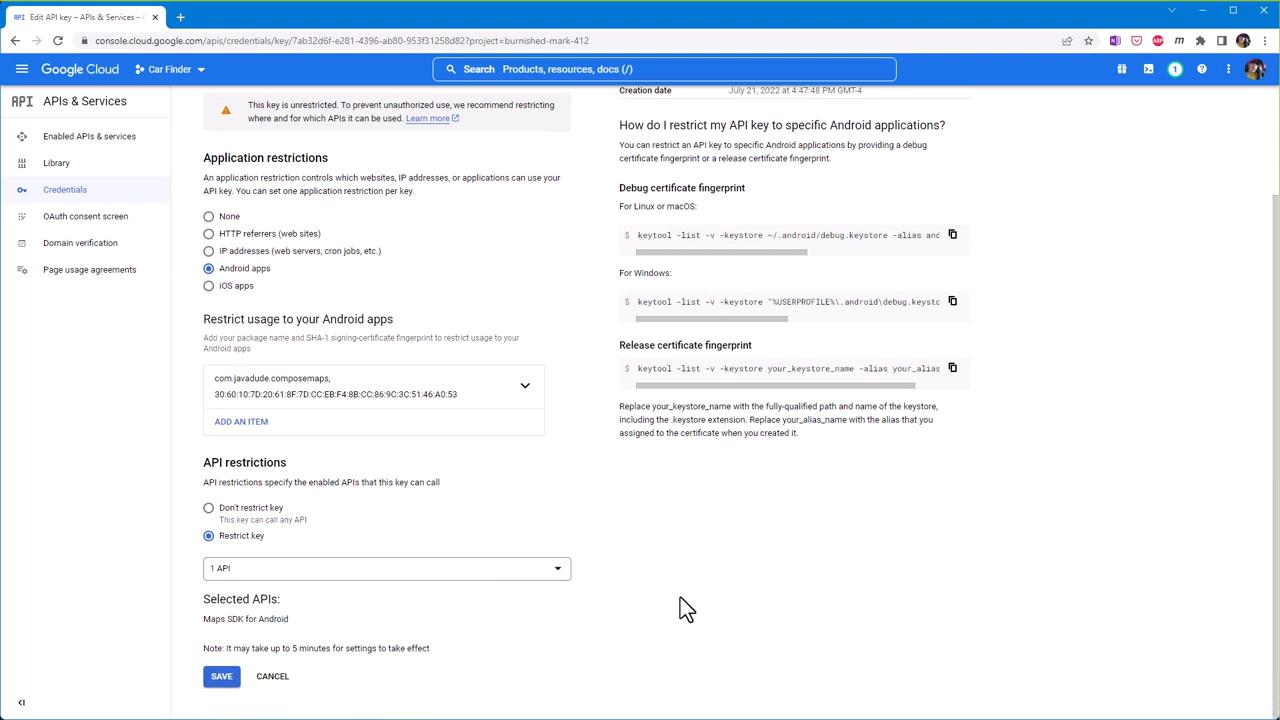 Edit API key – APIs & Services –
console.cloud.google.com/apis/credentials/key/7ab32d6f-e281-4396-ab80-953f31258d82?project=burnished-mark-412
ABP
m
Google Cloud
Car Finder
Search Products, resources, docs (/)
1
API APIs & Services
Enabled APIs & services
Library
Credentials
OAuth consent screen
Domain verification
Page usage agreements
This key is unrestricted. To prevent unauthorized use, we recommend restricting
where and for which APIs it can be used. Learn more
Application restrictions
An application restriction controls which websites, IP addresses, or applications can use your
API key. You can set one application restriction per key.
None
HTTP referrers (web sites)
IP addresses (web servers, cron jobs, etc.)
Android apps
iOS apps
Restrict usage to your Android apps
Add your package name and SHA-1 signing-certificate fingerprint to restrict usage to your
Android apps
com.javadude.composemaps,
30:60:10:7D:20:61:8F:7D:CC:EB:F4:8B:CC:86:9C:3C:51:46:A0:53
ADD AN ITEM
API restrictions
API restrictions specify the enabled APIs that this key can call
Don't restrict key
This key can call any API
Restrict key
1 API
Selected APIs:
Maps SDK for Android
Note: It may take up to 5 minutes for settings to take effect
SAVE CANCEL
Creation date July 21, 2022 at 4:47:48 PM GMT-4
How do I restrict my API key to specific Android applications?
You can restrict an API key to specific Android applications by providing a debug
certificate fingerprint or a release certificate fingerprint.
Debug certificate fingerprint
For Linux or macOS:
$ keytool -list -v -keystore ~/.android/debug.keystore -alias and
For Windows:
$ keytool -list -v -keystore "%USERPROFILE%\.android\debug.keysto
Release certificate fingerprint
$ keytool -list -v -keystore your_keystore_name -alias your_alias
Replace your_keystore_name with the fully-qualified path and name of the keystore,
including the .keystore extension. Replace your_alias_name with the alias that you
assigned to the certificate when you created it.